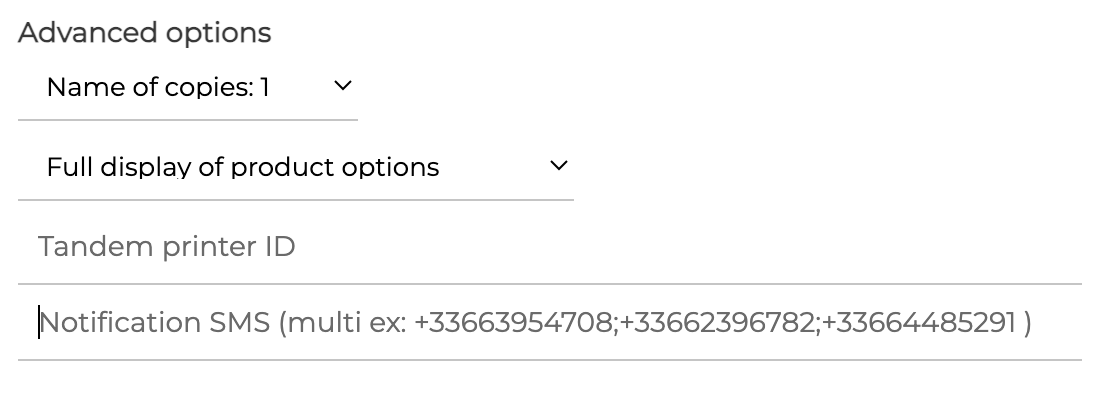 Advanced options
Name of copies: 1
Full display of product options
Tandem printer ID
Notification SMS (multi ex: +33663954708;+33662396782;+33664485291 )